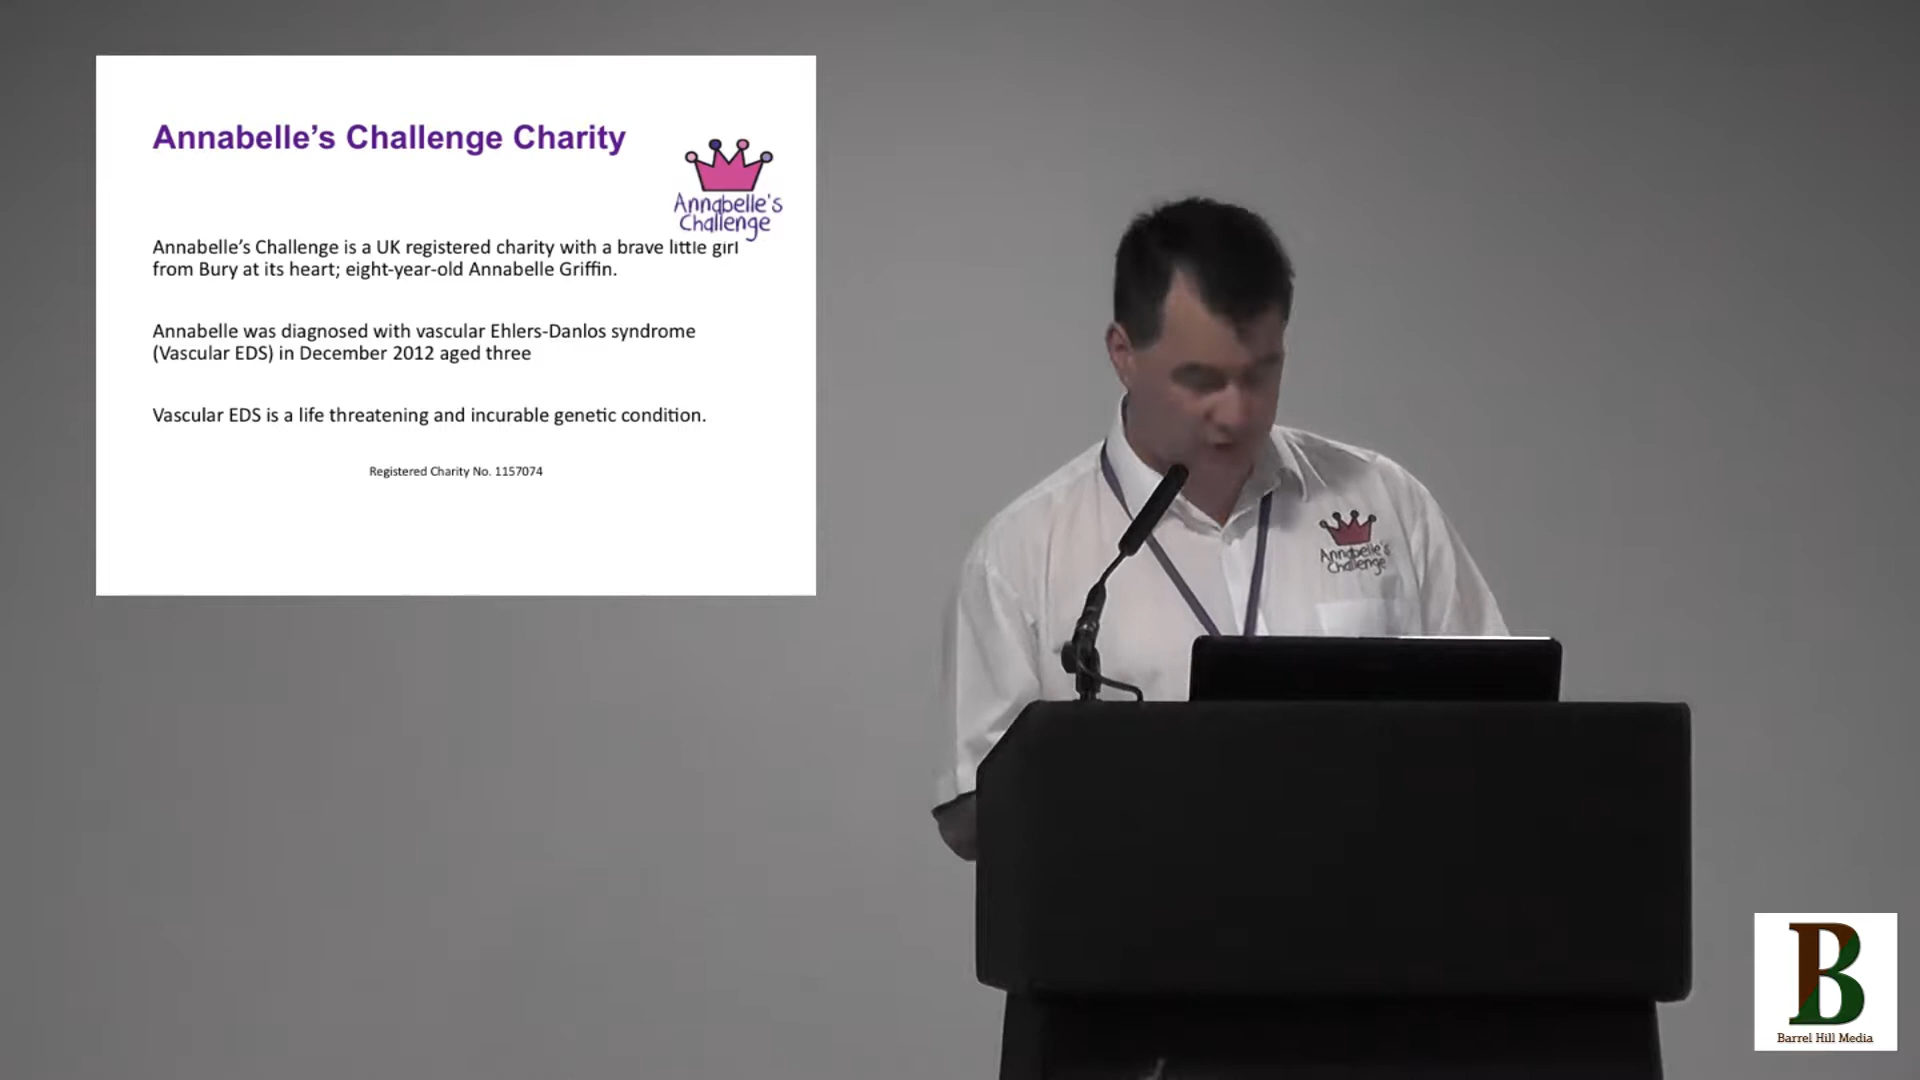 Annabelle’s Challenge Charity
Annabelle's
Challenge
Annabelle’s Challenge is a UK registered charity with a brave little girl
from Bury at its heart; eight-year-old Annabelle Griffin.
Annabelle was diagnosed with vascular Ehlers-Danlos syndrome
(Vascular EDS) in December 2012 aged three
Vascular EDS is a life threatening and incurable genetic condition.
Registered Charity No. 1157074
Annabelle's
Challenge
B
Barrel Hill Media